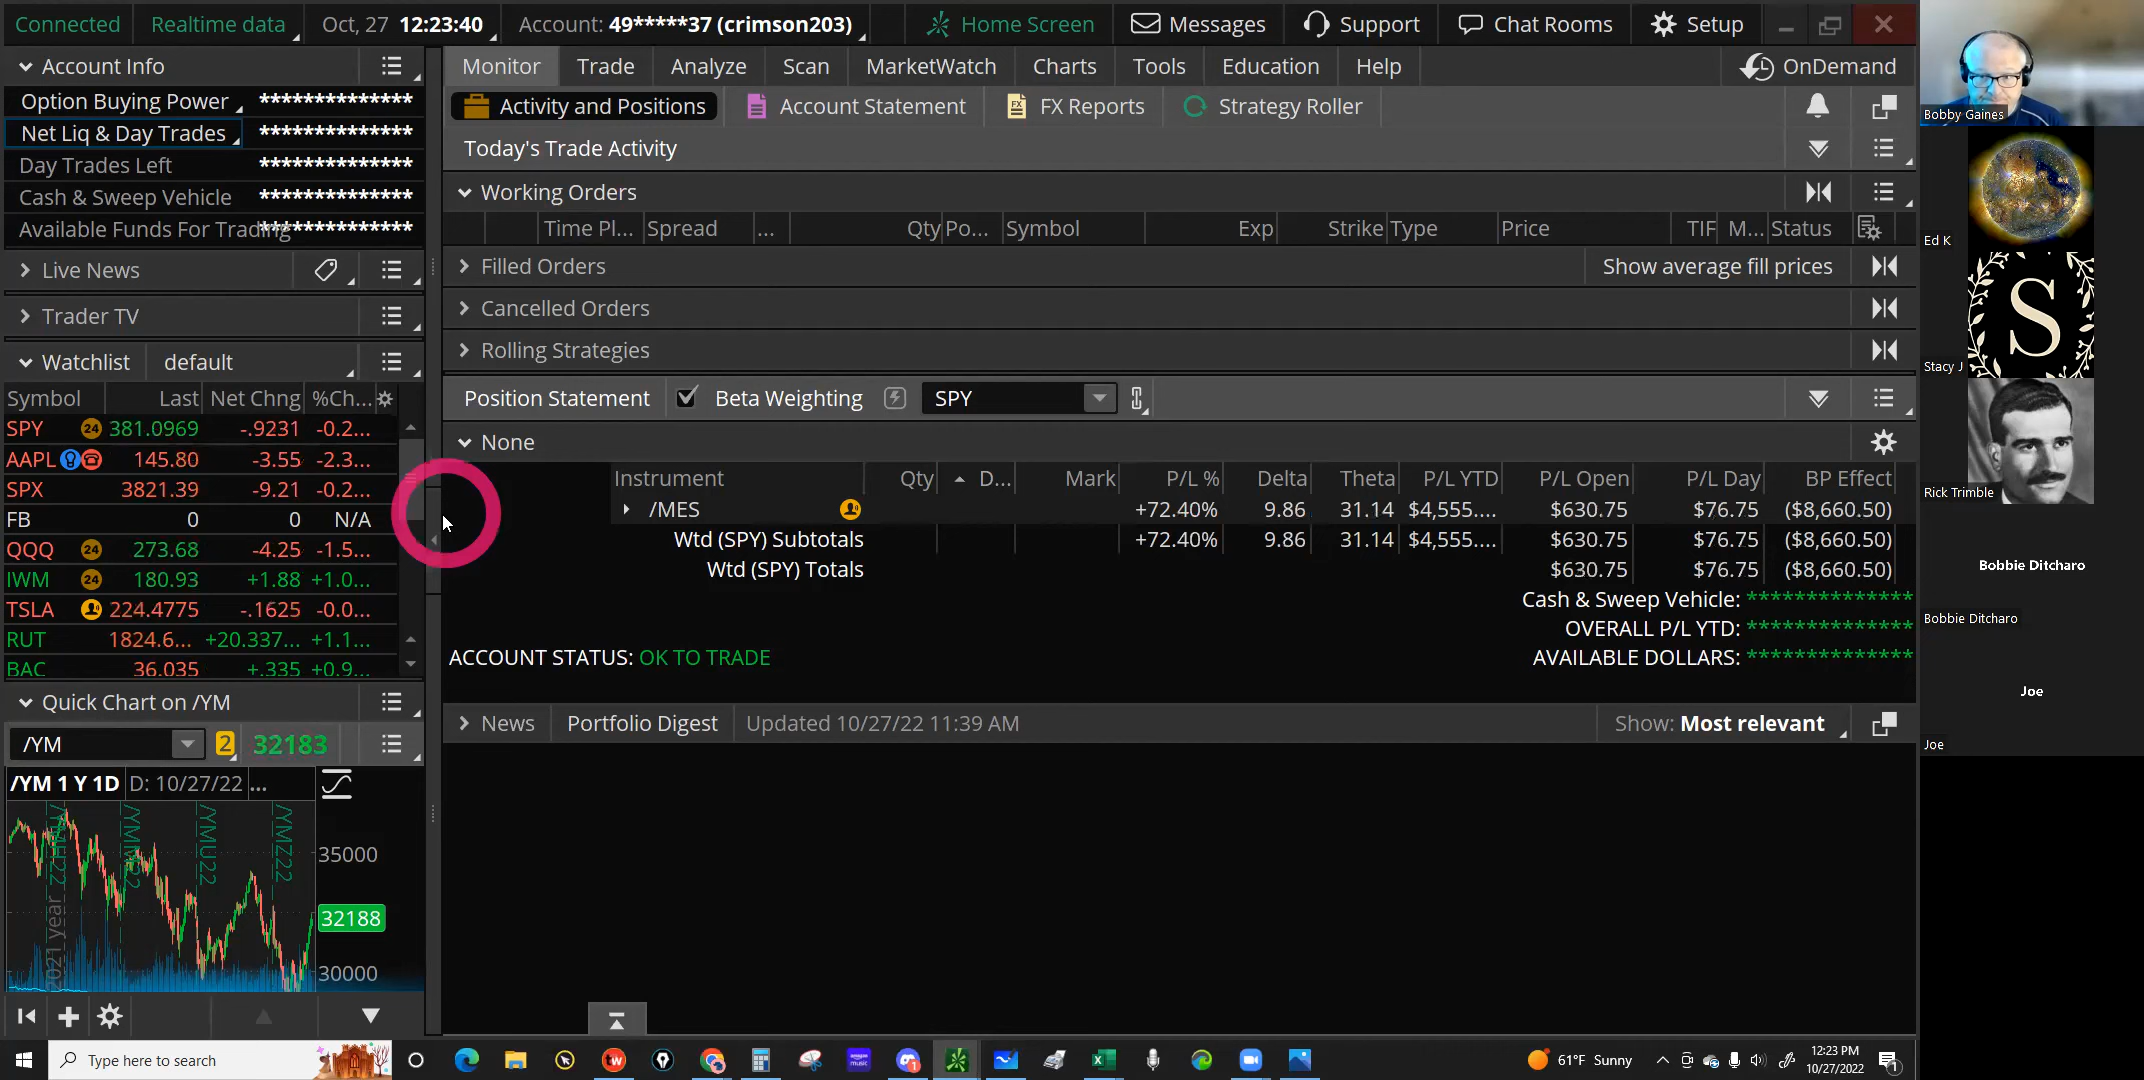 Connected Realtime data Oct, 27 12:23:40 Account: 49*****37 (crimson203) Home Screen Messages Support Chat Rooms Setup
Account Info
Option Buying Power **************
Net Liq & Day Trades **************
Day Trades Left **************
Cash & Sweep Vehicle **************
Available Funds For Trading **************
Live News
Trader TV
Watchlist default
Symbol Last Net Chng %Ch...
SPY 24 381.0969 -.9231 -0.2...
AAPL 145.80 -3.55 -2.3...
SPX 3821.39 -9.21 -0.2...
FB 0 0 N/A
QQQ 24 273.68 -4.25 -1.5...
IWM 24 180.93 +1.88 +1.0...
TSLA 224.4775 -.1625 -0.0...
RUT 1824.6... +20.337... +1.1...
BAC 36.035 +.335 +0.9...
Quick Chart on /YM
/YM 2 32183
/YM 1 Y 1D D: 10/27/22 ...
/YMH22 /YMM22 /YMU22 /YMZ22
2021 year
35000
32188
30000
Monitor Trade Analyze Scan MarketWatch Charts Tools Education Help OnDemand
Activity and Positions Account Statement FX Reports Strategy Roller
Today's Trade Activity
Working Orders
Time Pl... Spread ... Qty Po... Symbol Exp Strike Type Price TIF M... Status
Filled Orders Show average fill prices
Cancelled Orders
Rolling Strategies
Position Statement Beta Weighting SPY
None
Instrument Qty D... Mark P/L % Delta Theta P/L YTD P/L Open P/L Day BP Effect
/MES +72.40% 9.86 31.14 $4,555.... $630.75 $76.75 ($8,660.50)
Wtd (SPY) Subtotals +72.40% 9.86 31.14 $4,555.... $630.75 $76.75 ($8,660.50)
Wtd (SPY) Totals $630.75 $76.75 ($8,660.50)
Cash & Sweep Vehicle: **************
OVERALL P/L YTD: **************
ACCOUNT STATUS: OK TO TRADE AVAILABLE DOLLARS: **************
News Portfolio Digest Updated 10/27/22 11:39 AM Show: Most relevant
Bobby Gaines
Ed K
S
Stacy J
Rick Trimble
Bobbie Ditcharo
Bobbie Ditcharo
Joe
Joe
Type here to search
61°F Sunny
12:23 PM
10/27/2022